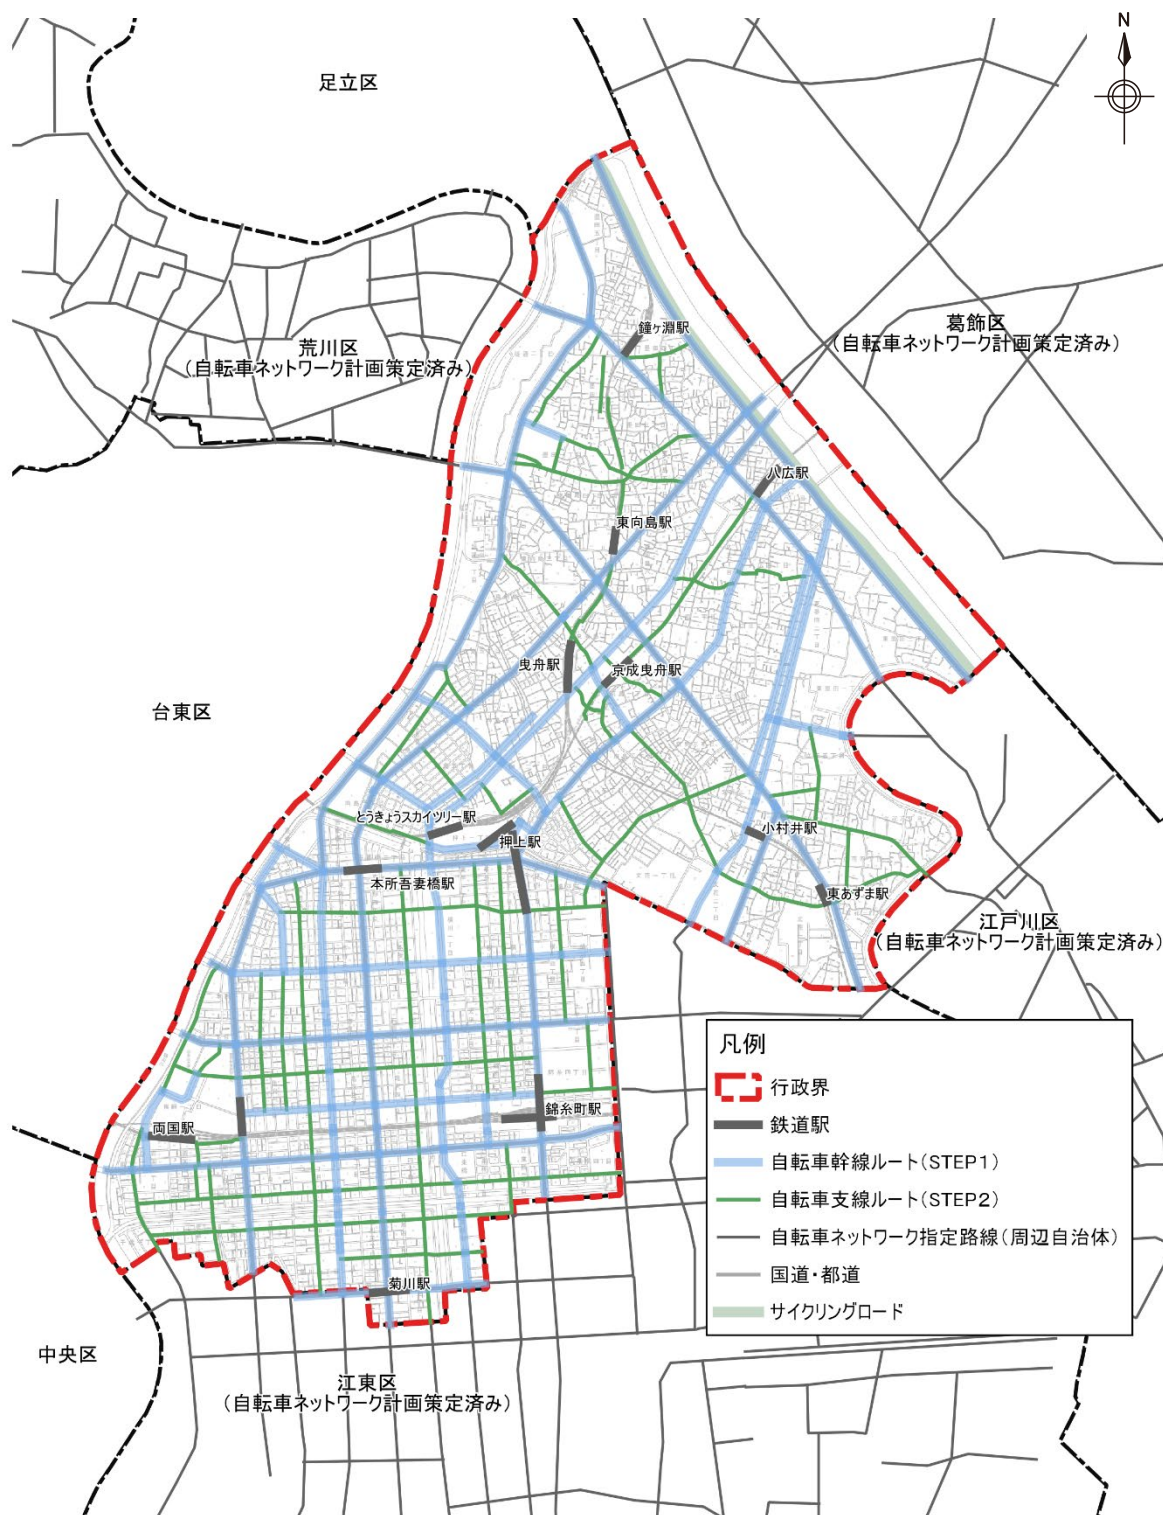 N
足立区
鐘ヶ淵駅
葛飾区
(自転車ネットワーク計画策定済み)
荒川区
(自転車ネットワーク計画策定済み)
八広駅
東向島駅
曳舟駅
京成曳舟駅
台東区
とうきょうスカイツリー駅
押上駅
小村井駅
本所吾妻橋駅
東あずま駅
江戸川区
(自転車ネットワーク計画策定済み)
錦糸町駅
両国駅
菊川駅
中央区
江東区
(自転車ネットワーク計画策定済み)
凡例
行政界
鉄道駅
自転車幹線ルート(STEP1)
自転車支線ルート(STEP2)
自転車ネットワーク指定路線(周辺自治体)
国道・都道
サイクリングロード